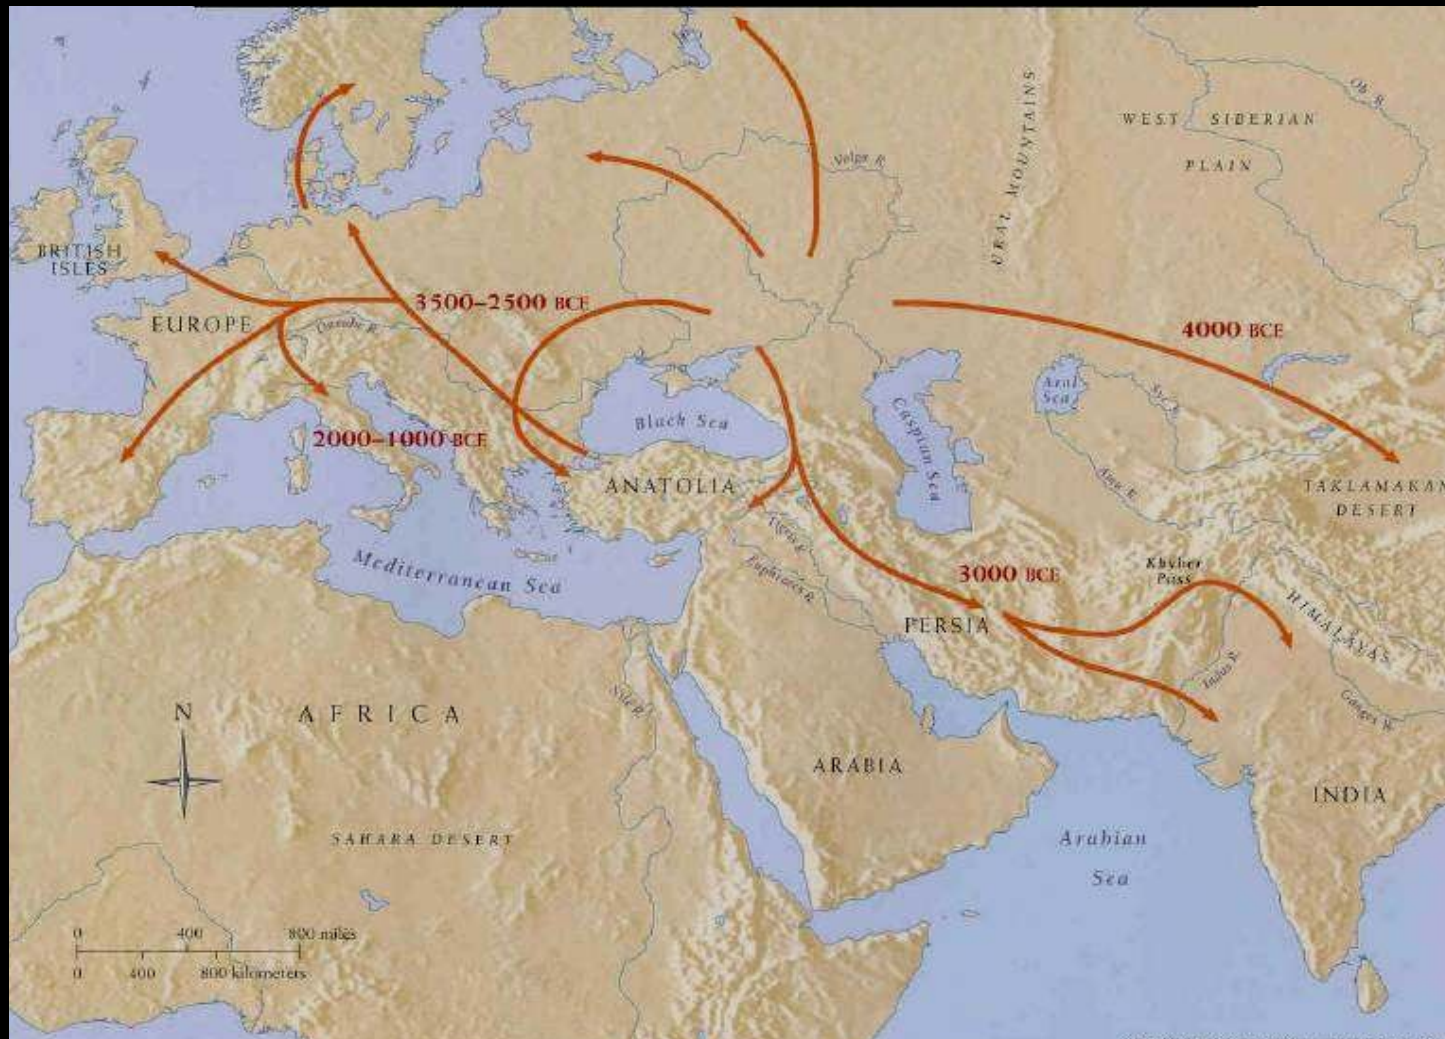 Ob R.
WEST SIBERIAN
PLAIN
URAL MOUNTAINS
Volga R.
BRITISH
ISLES
EUROPE
Danube R.
3500–2500 BCE
4000 BCE
Aral
Sea
Syr R.
Caspian Sea
Black Sea
2000–1000 BCE
ANATOLIA
Amu R.
TAKLAMAKAN
DESERT
Tigris R.
Euphrates R.
Mediterranean Sea
3000 BCE
Khyber
Pass
HIMALAYAS
PERSIA
Indus R.
Ganges R.
Nile R.
N
AFRICA
ARABIA
INDIA
SAHARA DESERT
Arabian
Sea
0 400 800 miles
0 400 800 kilometers